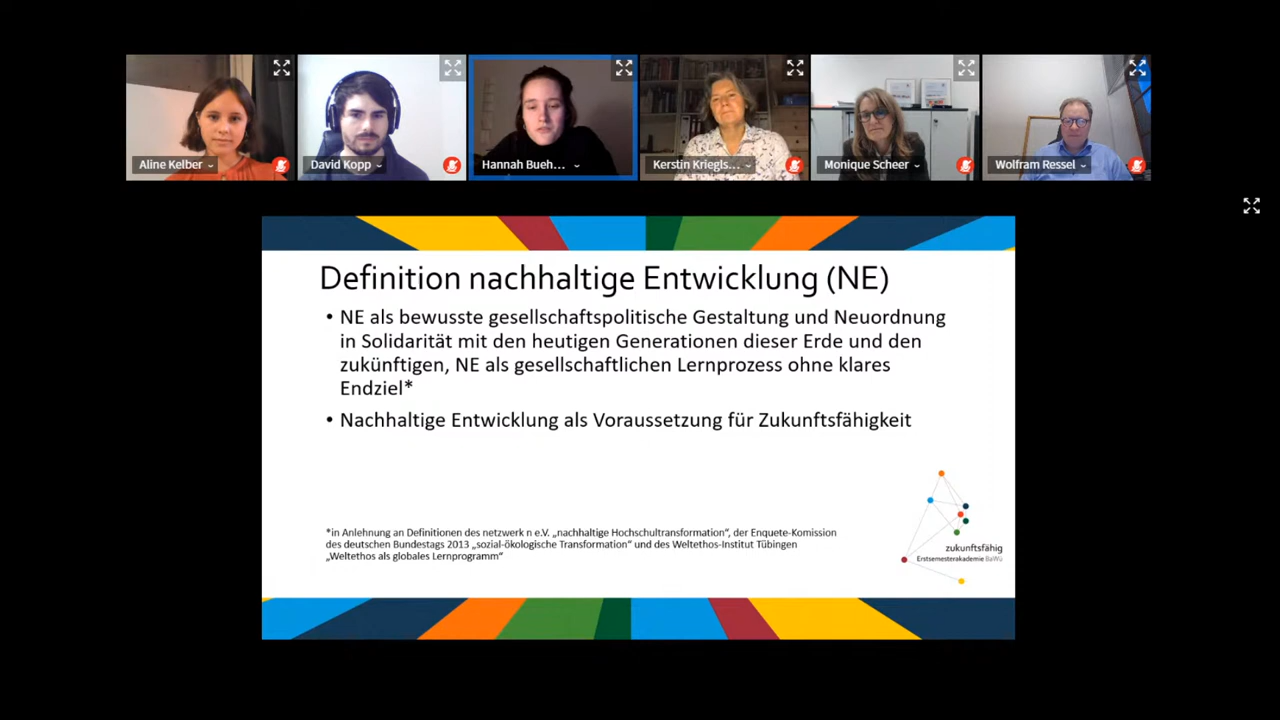 Aline Kelber
David Kopp
Hannah Bueh...
Kerstin Kriegls...
Monique Scheer
Wolfram Ressel
Definition nachhaltige Entwicklung (NE)
• NE als bewusste gesellschaftspolitische Gestaltung und Neuordnung
in Solidarität mit den heutigen Generationen dieser Erde und den
zukünftigen, NE als gesellschaftlichen Lernprozess ohne klares
Endziel*
• Nachhaltige Entwicklung als Voraussetzung für Zukunftsfähigkeit
*in Anlehnung an Definitionen des netzwerk n e.V. „nachhaltige Hochschultransformation“, der Enquete-Komission
des deutschen Bundestags 2013 „sozial-ökologische Transformation“ und des Weltethos-Institut Tübingen
„Weltethos als globales Lernprogramm“
zukunftsfähig
Erstsemesterakademie BaWü